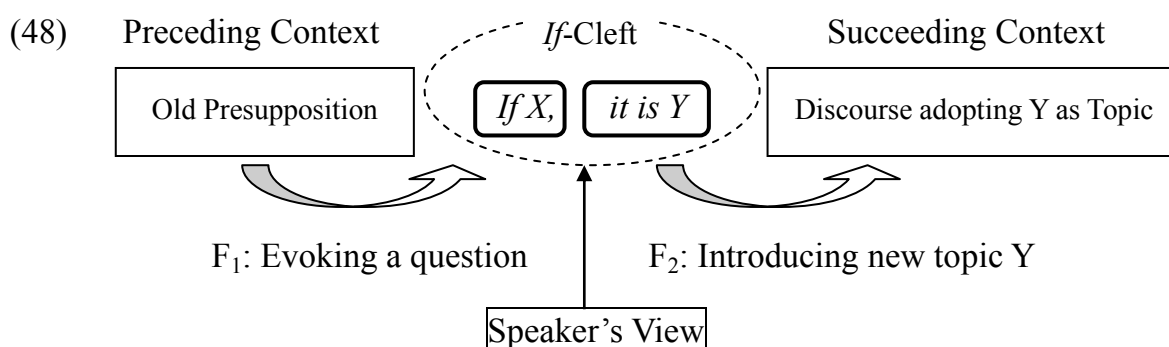 (48) Preceding Context If-Cleft Succeeding Context
Old Presupposition If X, it is Y Discourse adopting Y as Topic
F₁: Evoking a question F₂: Introducing new topic Y
Speaker's View